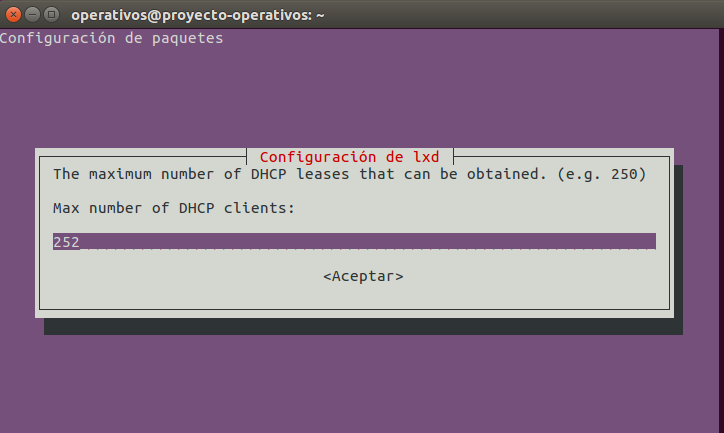 operativos@proyecto-operativos: ~
Configuración de paquetes
Configuración de lxd
The maximum number of DHCP leases that can be obtained. (e.g. 250)
Max number of DHCP clients:
252
<Aceptar>